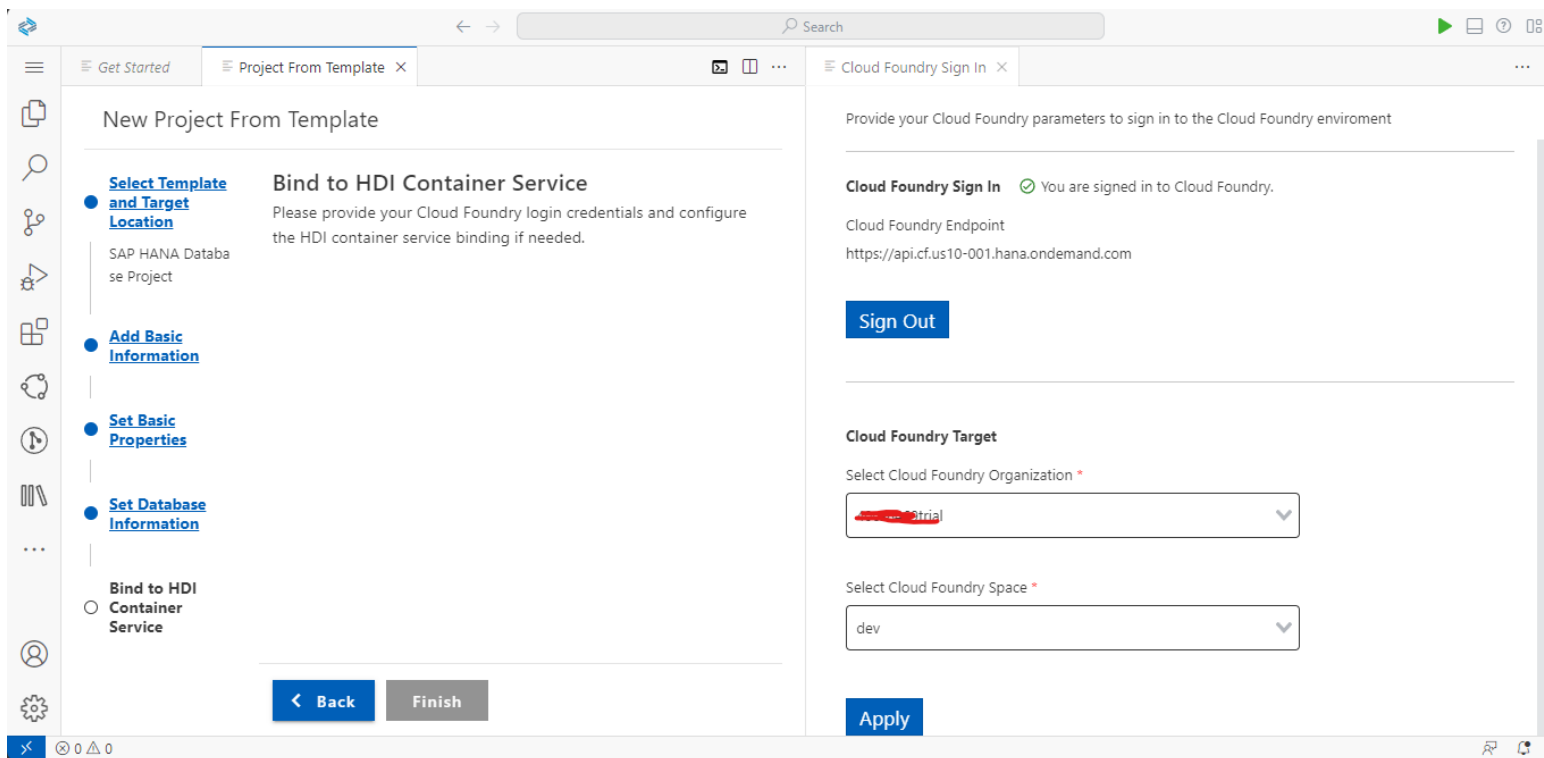 Search
Get Started
Project From Template
Cloud Foundry Sign In
New Project From Template
Select Template
and Target
Location
SAP HANA Databa
se Project
Add Basic
Information
Set Basic
Properties
Set Database
Information
Bind to HDI
Container
Service
Bind to HDI Container Service
Please provide your Cloud Foundry login credentials and configure
the HDI container service binding if needed.
Back
Finish
Provide your Cloud Foundry parameters to sign in to the Cloud Foundry enviroment
Cloud Foundry Sign In You are signed in to Cloud Foundry.
Cloud Foundry Endpoint
https://api.cf.us10-001.hana.ondemand.com
Sign Out
Cloud Foundry Target
Select Cloud Foundry Organization *
trial
Select Cloud Foundry Space *
dev
Apply
0 0